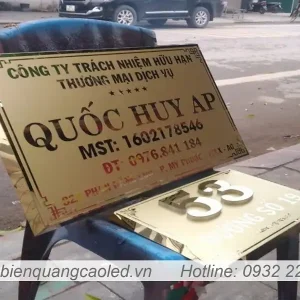 CÔNG TY TRÁCH NHIỆM HỮU HẠN
THƯƠNG MẠI DỊCH VỤ
QUỐC HUY AP
MST: 1602178546
ĐT: 0976.841.184
53
bienquangcaoled.vn
Hotline: 0932 22